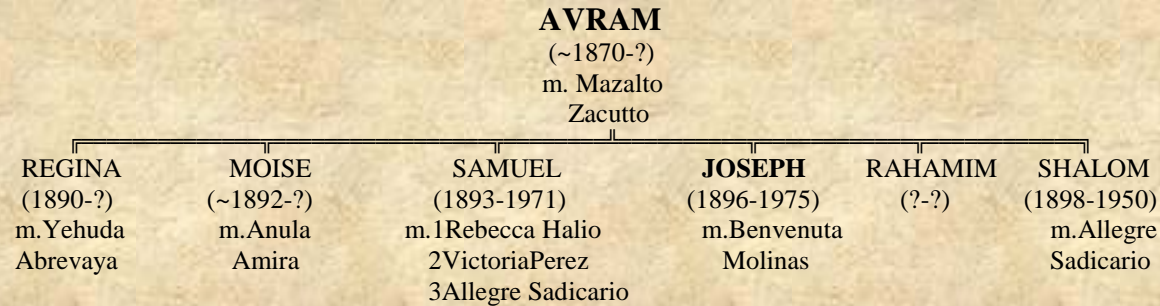 AVRAM
(~1870-?)
m. Mazalto
Zacutto
REGINA MOISE SAMUEL JOSEPH RAHAMIM SHALOM
(1890-?) (~1892-?) (1893-1971) (1896-1975) (?-?) (1898-1950)
m.Yehuda m.Anula m.1Rebecca Halio m.Benvenuta m.Allegre
Abrevaya Amira 2VictoriaPerez Molinas Sadicario
3Allegre Sadicario